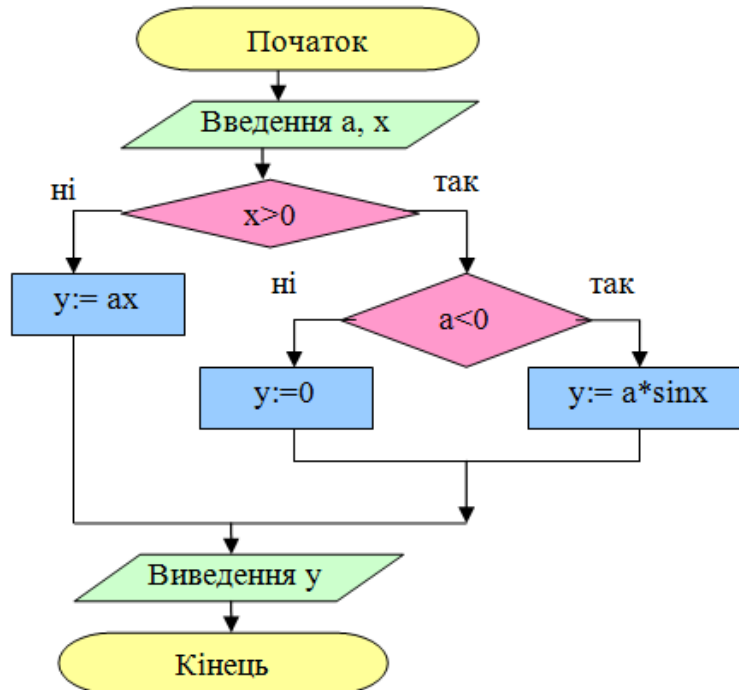 Початок
Введення а, х
ні
так
x>0
y:= ax
ні
так
a<0
y:=0
y:= a*sinx
Виведення у
Кінець